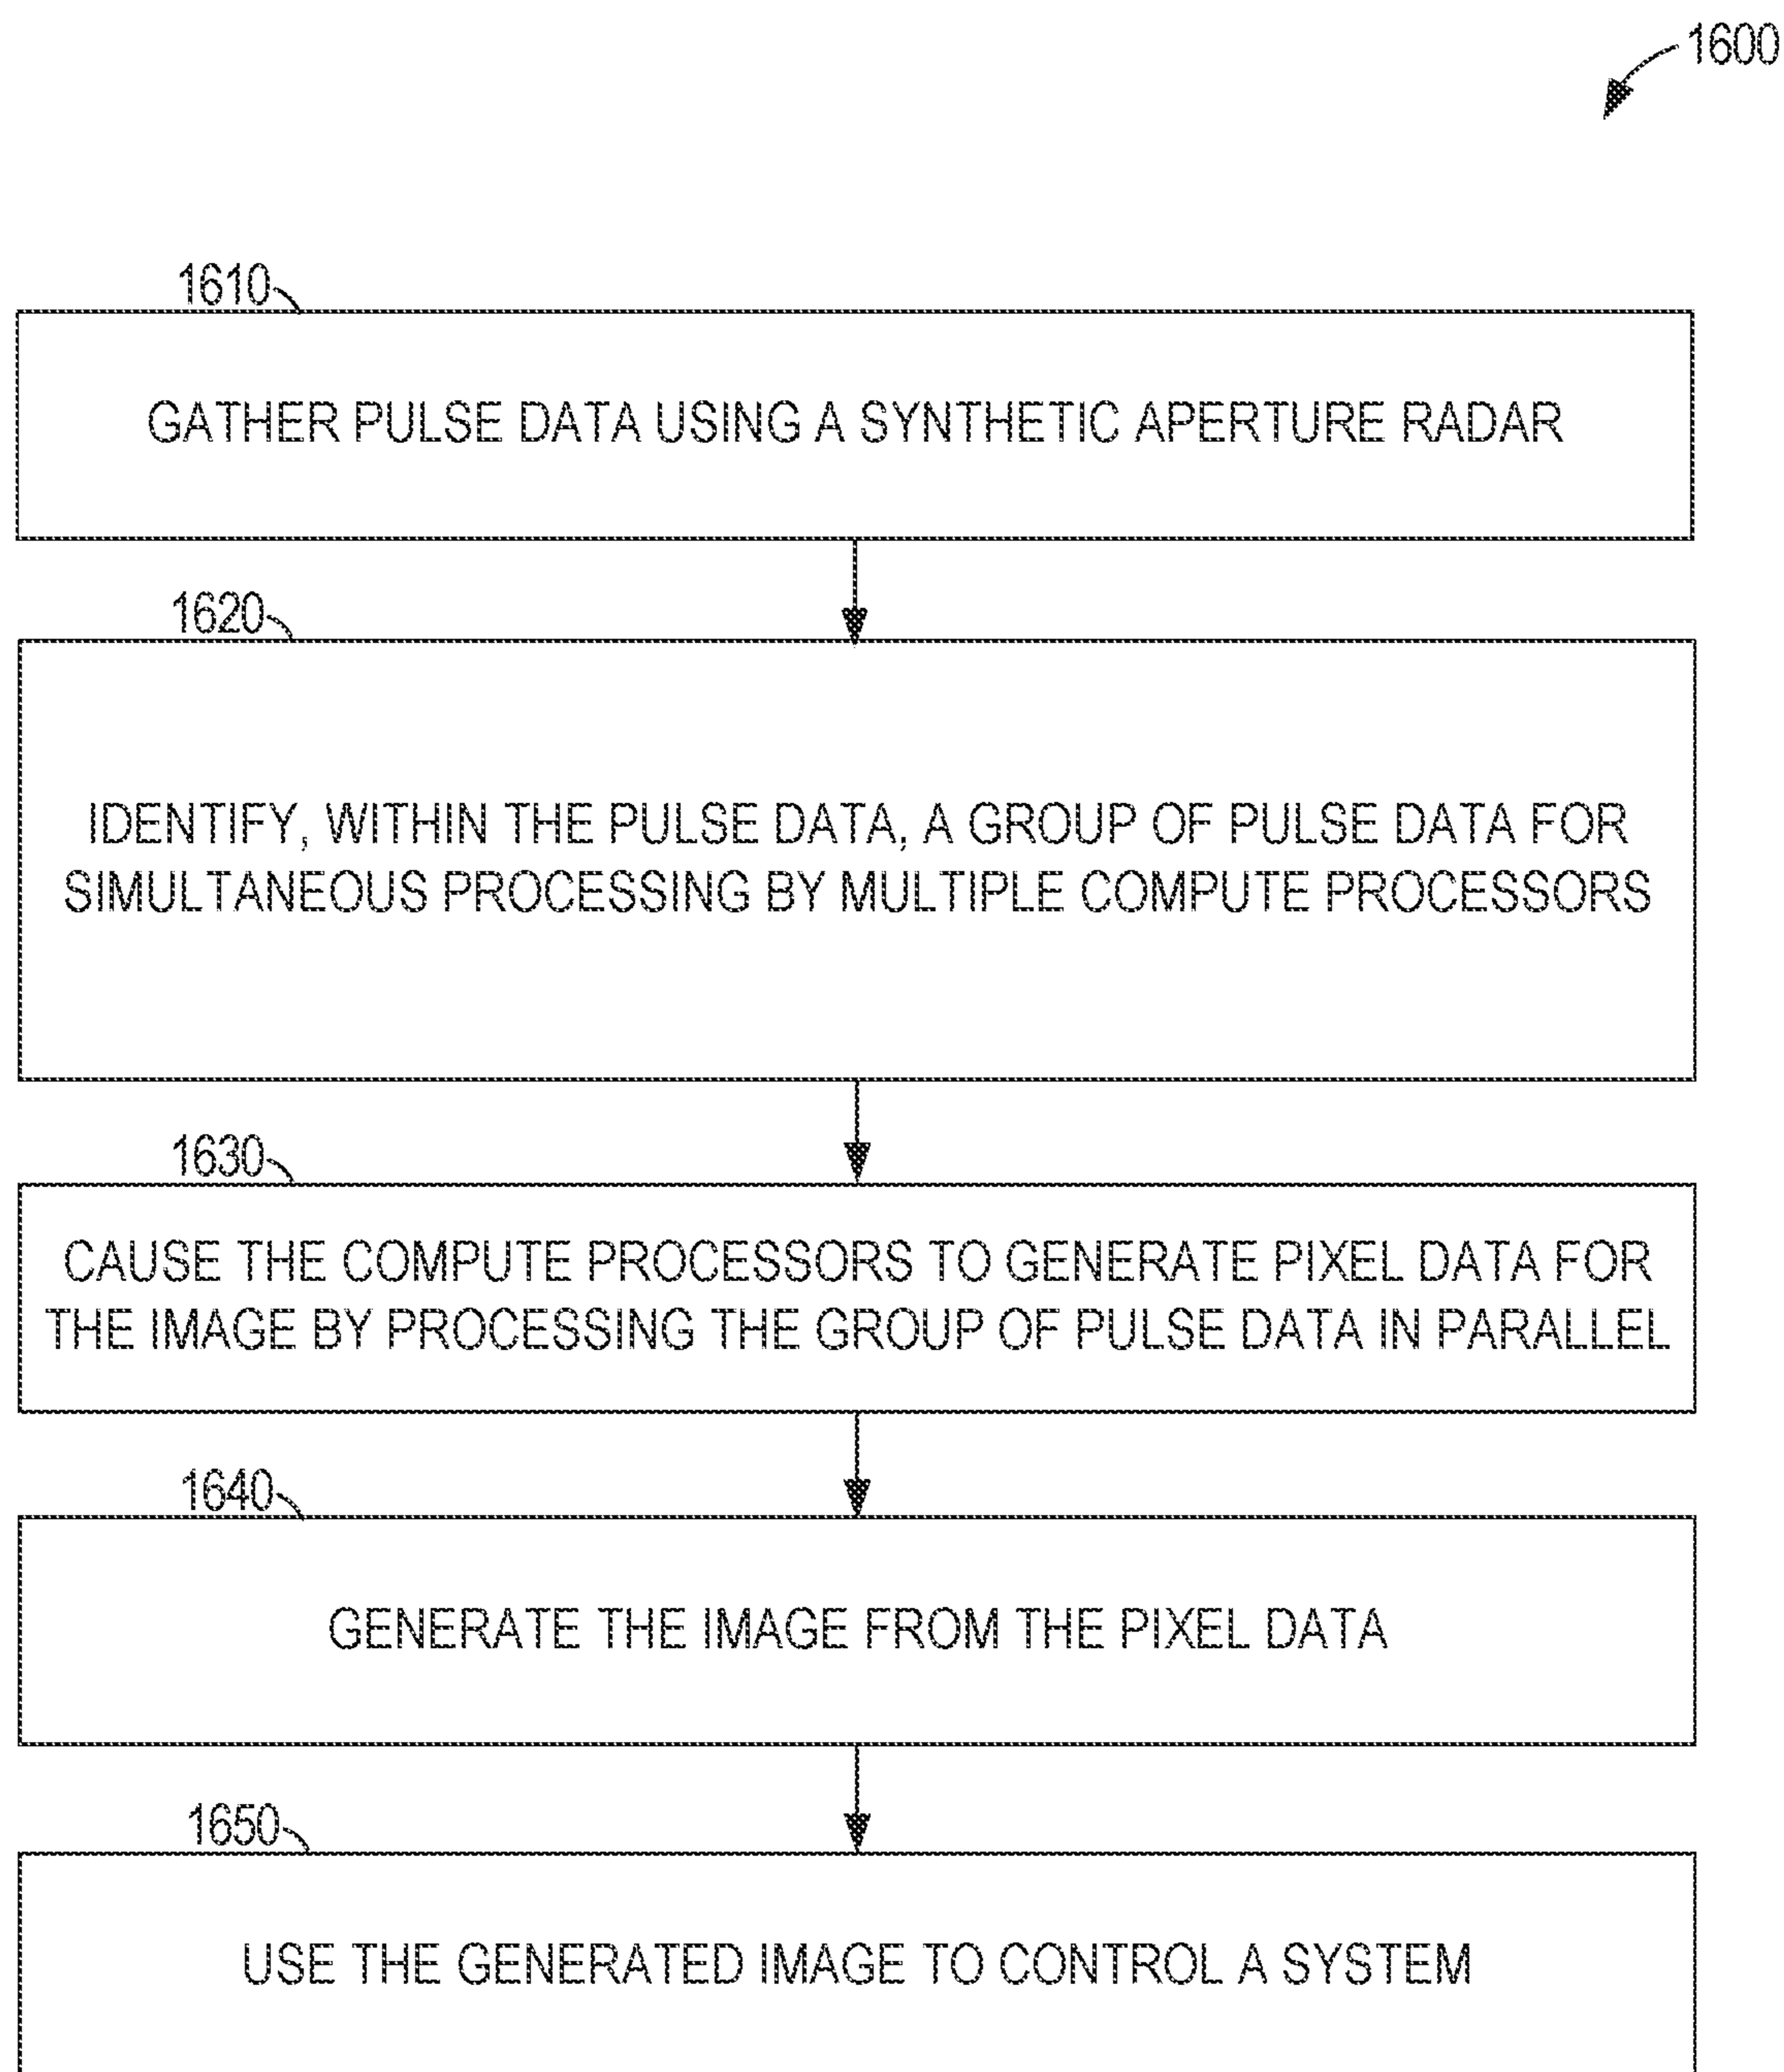 1600
1610
GATHER PULSE DATA USING A SYNTHETIC APERTURE RADAR
1620
IDENTIFY, WITHIN THE PULSE DATA, A GROUP OF PULSE DATA FOR
SIMULTANEOUS PROCESSING BY MULTIPLE COMPUTE PROCESSORS
1630
CAUSE THE COMPUTE PROCESSORS TO GENERATE PIXEL DATA FOR
THE IMAGE BY PROCESSING THE GROUP OF PULSE DATA IN PARALLEL
1640
GENERATE THE IMAGE FROM THE PIXEL DATA
1650
USE THE GENERATED IMAGE TO CONTROL A SYSTEM